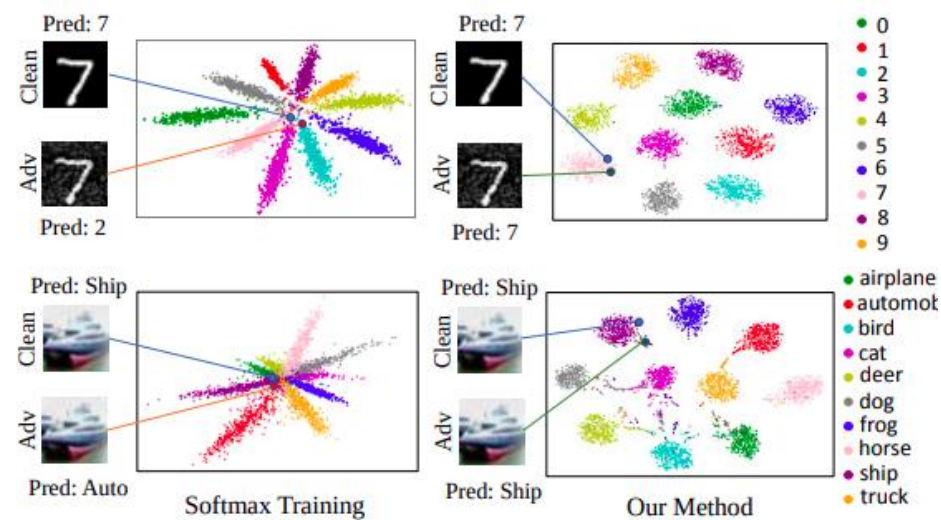 Pred: 7
Clean
Adv
Pred: 2
Pred: 7
Clean
Adv
Pred: 7
0
1
2
3
4
5
6
7
8
9
Pred: Ship
Clean
Adv
Pred: Auto
Softmax Training
Pred: Ship
Clean
Adv
Pred: Ship
Our Method
airplane
automob
bird
cat
deer
dog
frog
horse
ship
truck